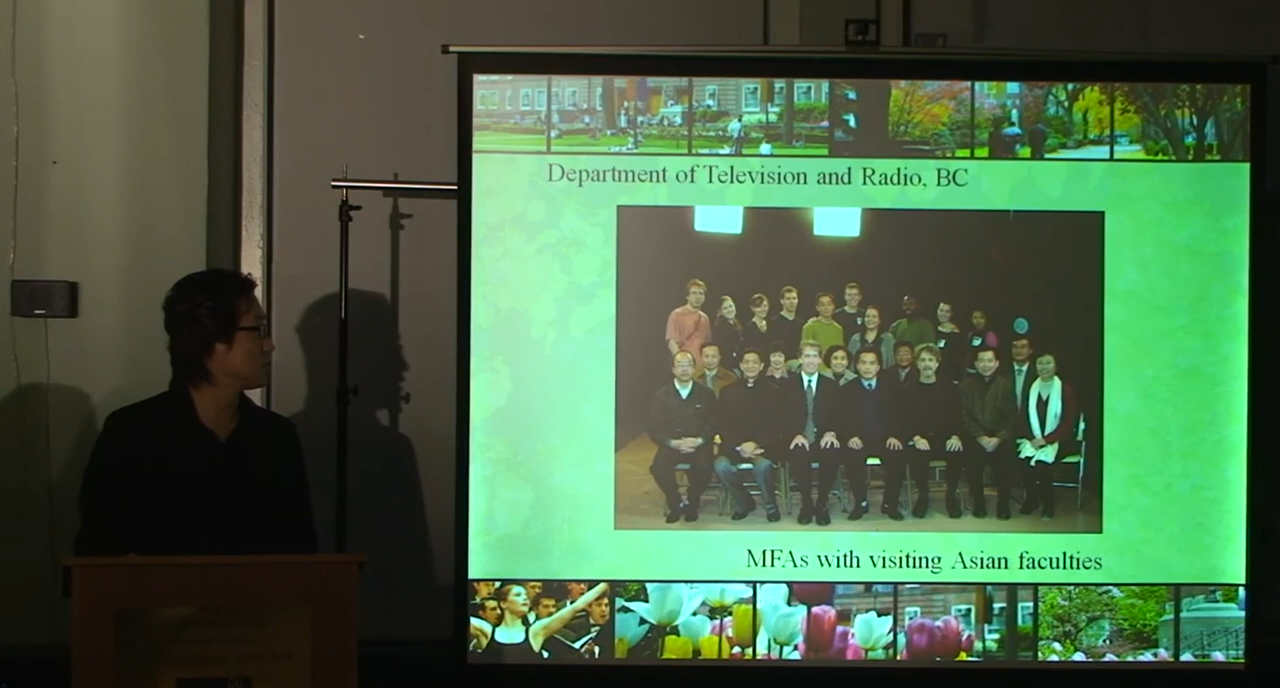 Department of Television and Radio, BC
MFAs with visiting Asian faculties